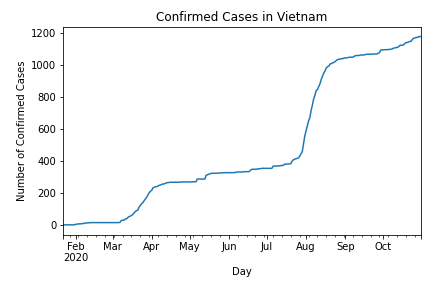 Confirmed Cases in Vietnam
Number of Confirmed Cases
1200
1000
800
600
400
200
0
Feb Mar Apr May Jun Jul Aug Sep Oct
2020
Day